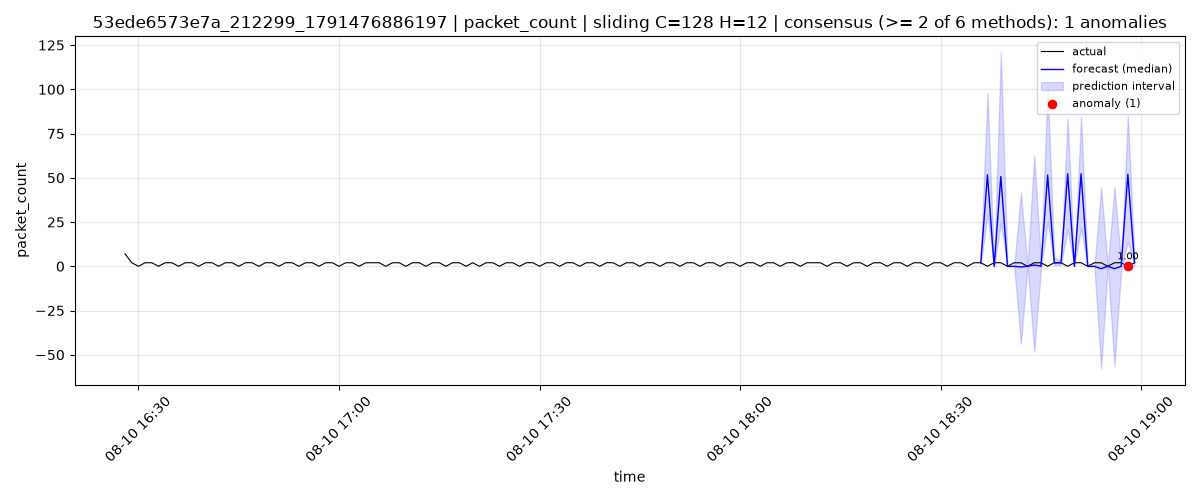 53ede6573e7a_212299_1791476886197 | packet_count | sliding C=128 H=12 | consensus (>= 2 of 6 methods): 1 anomalies
actual
forecast (median)
prediction interval
anomaly (1)
packet_count
125
100
75
50
25
0
−25
−50
1.00
08-10 16:30
08-10 17:00
08-10 17:30
08-10 18:00
08-10 18:30
08-10 19:00
time